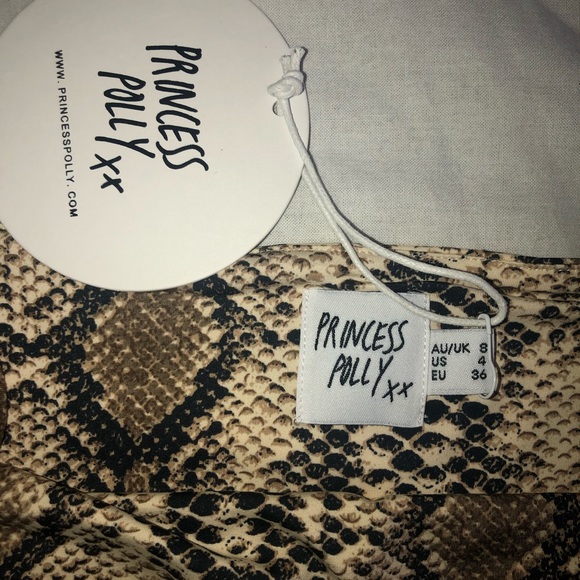 PRINCESS
POLLY xx
WWW.PRINCESSPOLLY.COM
PRINCESS
POLLY xx
AU/UK 8
US 4
EU 36